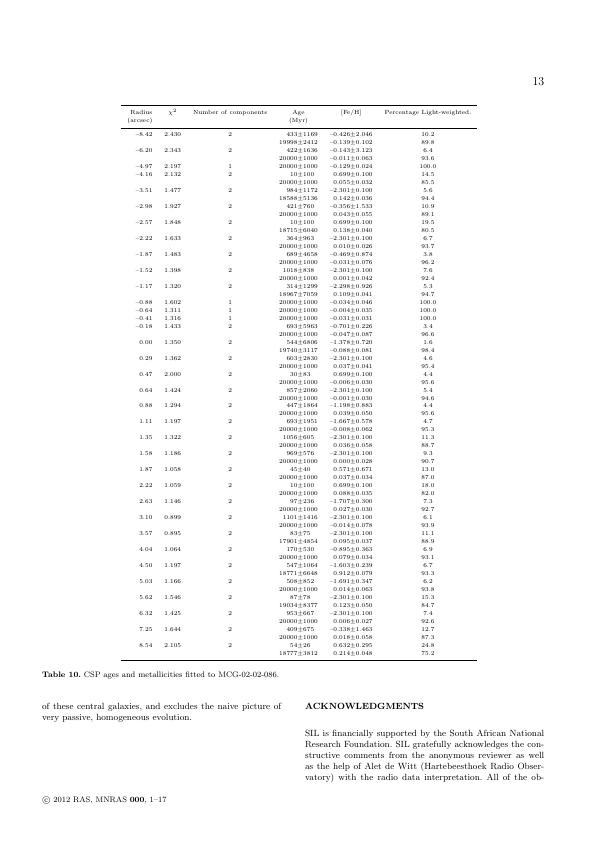 13
Radius χ2 Number of components Age [Fe/H] Percentage Light-weighted.
(arcsec) (Myr)
–8.42 2.430 2 433±1169 –0.426±2.046 10.2
19998±2412 –0.139±0.102 89.8
–6.20 2.343 2 422±1636 –0.143±3.123 6.4
20000±1000 –0.011±0.063 93.6
–4.97 2.197 1 20000±1000 –0.129±0.024 100.0
–4.16 2.132 2 10±100 0.699±0.100 14.5
20000±1000 0.055±0.032 85.5
–3.51 1.477 2 984±1172 –2.301±0.100 5.6
18588±5136 0.142±0.036 94.4
–2.98 1.927 2 421±760 –0.356±1.533 10.9
20000±1000 0.043±0.055 89.1
–2.57 1.848 2 10±100 0.699±0.100 19.5
18715±6040 0.138±0.040 80.5
–2.22 1.633 2 364±963 –2.301±0.100 6.7
20000±1000 0.010±0.026 93.7
–1.87 1.483 2 689±4658 –0.469±0.874 3.8
20000±1000 –0.031±0.076 96.2
–1.52 1.398 2 1018±838 –2.301±0.100 7.6
20000±1000 0.001±0.042 92.4
–1.17 1.320 2 314±1299 –2.298±0.926 5.3
18967±7059 0.109±0.041 94.7
–0.88 1.602 1 20000±1000 –0.034±0.046 100.0
–0.64 1.311 1 20000±1000 –0.004±0.035 100.0
–0.41 1.316 1 20000±1000 –0.031±0.031 100.0
–0.18 1.433 2 693±5963 –0.701±0.226 3.4
20000±1000 –0.047±0.087 96.6
0.00 1.350 2 544±6806 –1.378±0.720 1.6
19740±3117 –0.088±0.081 98.4
0.29 1.362 2 603±2830 –2.301±0.100 4.6
20000±1000 0.037±0.041 95.4
0.47 2.000 2 30±83 0.699±0.100 4.4
20000±1000 –0.006±0.030 95.6
0.64 1.424 2 857±2060 –2.301±0.100 5.4
20000±1000 –0.001±0.030 94.6
0.88 1.294 2 447±1864 –1.198±0.883 4.4
20000±1000 0.039±0.050 95.6
1.11 1.197 2 693±1951 –1.667±0.578 4.7
20000±1000 –0.008±0.062 95.3
1.35 1.322 2 1056±605 –2.301±0.100 11.3
20000±1000 0.036±0.058 88.7
1.58 1.186 2 969±576 –2.301±0.100 9.3
20000±1000 0.000±0.028 90.7
1.87 1.058 2 45±40 0.571±0.671 13.0
20000±1000 0.037±0.034 87.0
2.22 1.059 2 10±100 0.699±0.100 18.0
20000±1000 0.088±0.035 82.0
2.63 1.146 2 97±236 –1.707±0.300 7.3
20000±1000 0.027±0.030 92.7
3.10 0.899 2 1101±1416 –2.301±0.100 6.1
20000±1000 –0.014±0.078 93.9
3.57 0.895 2 83±75 –2.301±0.100 11.1
17901±4854 0.095±0.037 88.9
4.04 1.064 2 170±530 –0.895±0.363 6.9
20000±1000 0.079±0.034 93.1
4.50 1.197 2 547±1064 –1.603±0.239 6.7
18771±6648 0.912±0.079 93.3
5.03 1.166 2 508±852 –1.691±0.347 6.2
20000±1000 0.014±0.063 93.8
5.62 1.546 2 87±78 –2.301±0.100 15.3
19034±8377 0.123±0.050 84.7
6.32 1.425 2 953±667 –2.301±0.100 7.4
20000±1000 0.006±0.027 92.6
7.25 1.644 2 409±675 –0.338±1.463 12.7
20000±1000 0.018±0.058 87.3
8.54 2.105 2 54±26 0.632±0.295 24.8
18777±3812 0.214±0.048 75.2
Table 10. CSP ages and metallicities fitted to MCG-02-02-086.
of these central galaxies, and excludes the naive picture of
very passive, homogeneous evolution.
ACKNOWLEDGMENTS
SIL is financially supported by the South African National
Research Foundation. SIL gratefully acknowledges the con-
structive comments from the anonymous reviewer as well
as the help of Alet de Witt (Hartebeesthoek Radio Obser-
vatory) with the radio data interpretation. All of the ob-
© 2012 RAS, MNRAS 000, 1–17